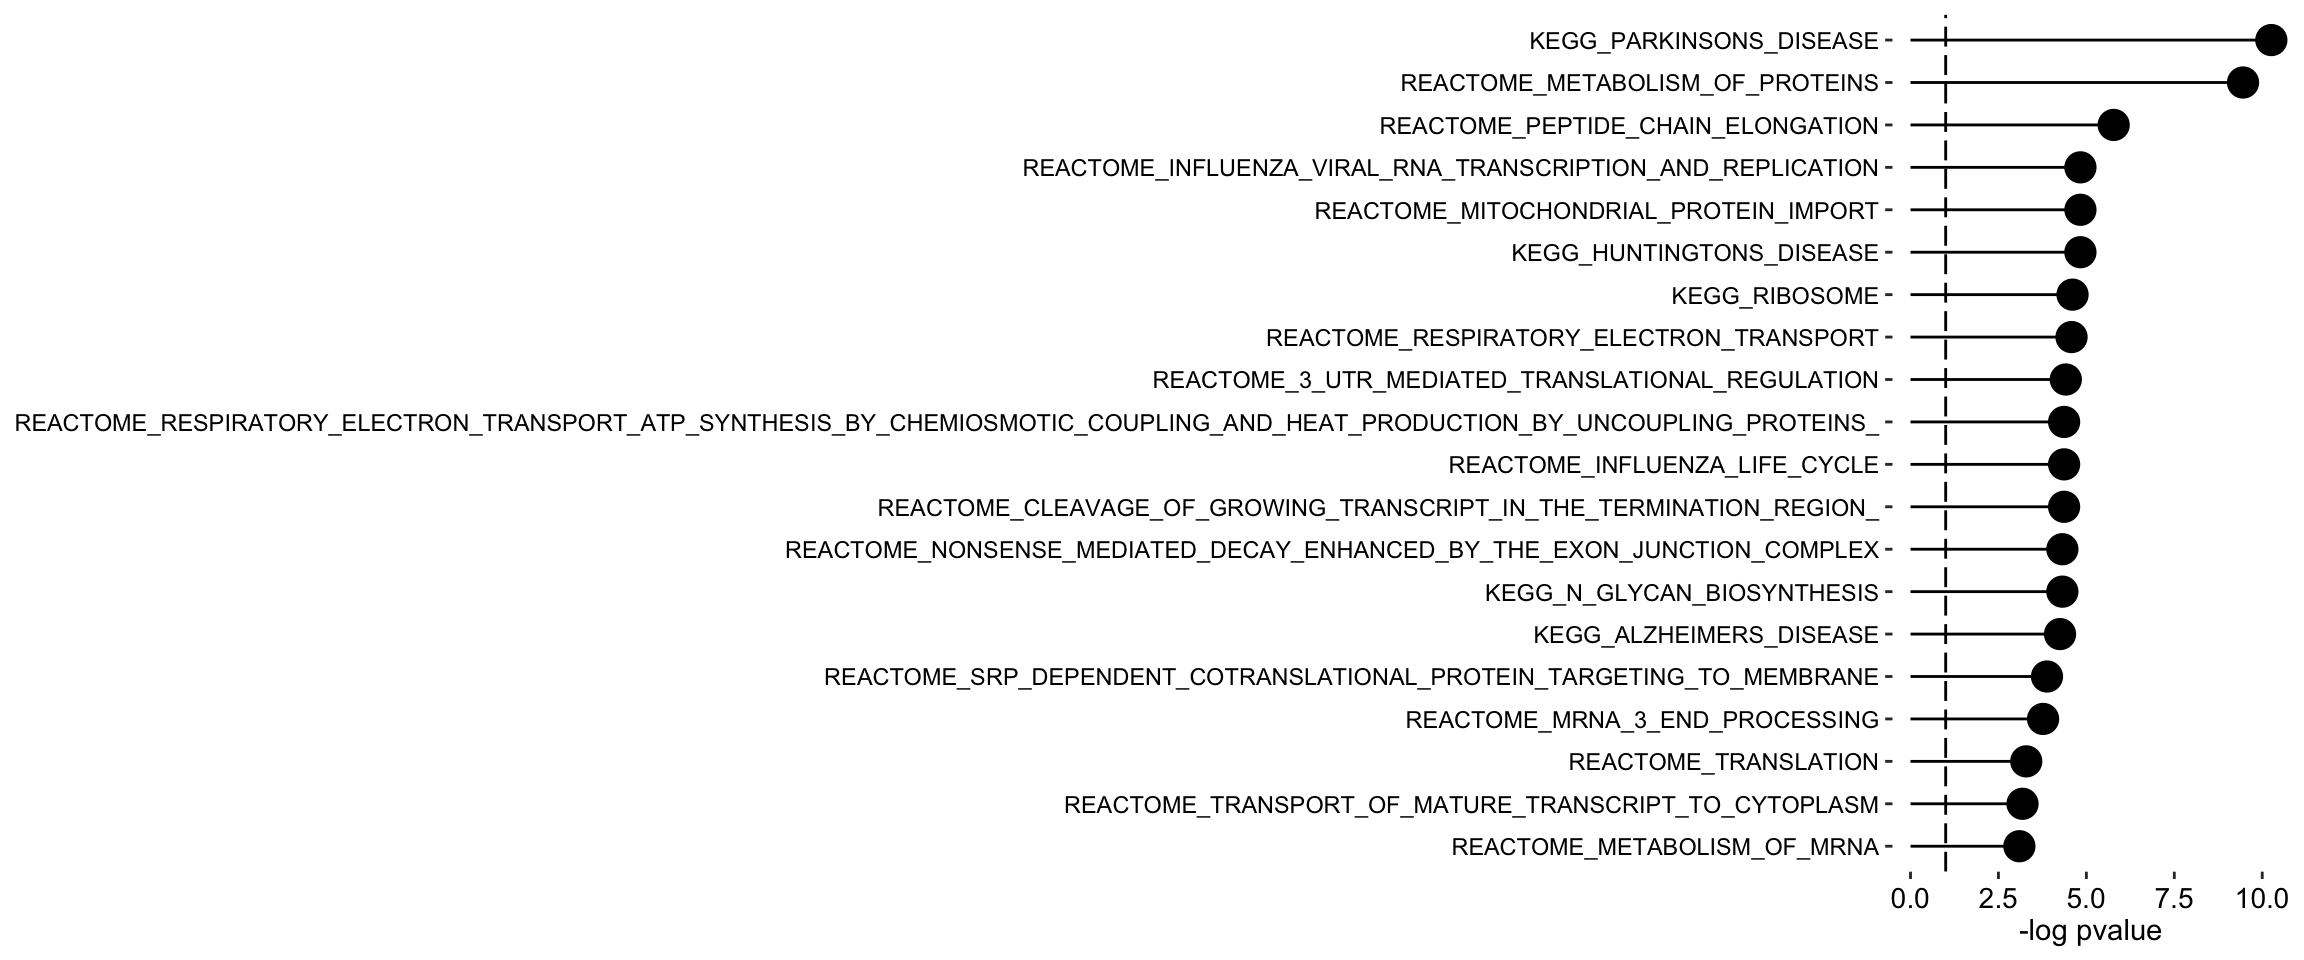 KEGG_PARKINSONS_DISEASE
REACTOME_METABOLISM_OF_PROTEINS
REACTOME_PEPTIDE_CHAIN_ELONGATION
REACTOME_INFLUENZA_VIRAL_RNA_TRANSCRIPTION_AND_REPLICATION
REACTOME_MITOCHONDRIAL_PROTEIN_IMPORT
KEGG_HUNTINGTONS_DISEASE
KEGG_RIBOSOME
REACTOME_RESPIRATORY_ELECTRON_TRANSPORT
REACTOME_3_UTR_MEDIATED_TRANSLATIONAL_REGULATION
REACTOME_RESPIRATORY_ELECTRON_TRANSPORT_ATP_SYNTHESIS_BY_CHEMIOSMOTIC_COUPLING_AND_HEAT_PRODUCTION_BY_UNCOUPLING_PROTEINS_
REACTOME_INFLUENZA_LIFE_CYCLE
REACTOME_CLEAVAGE_OF_GROWING_TRANSCRIPT_IN_THE_TERMINATION_REGION_
REACTOME_NONSENSE_MEDIATED_DECAY_ENHANCED_BY_THE_EXON_JUNCTION_COMPLEX
KEGG_N_GLYCAN_BIOSYNTHESIS
KEGG_ALZHEIMERS_DISEASE
REACTOME_SRP_DEPENDENT_COTRANSLATIONAL_PROTEIN_TARGETING_TO_MEMBRANE
REACTOME_MRNA_3_END_PROCESSING
REACTOME_TRANSLATION
REACTOME_TRANSPORT_OF_MATURE_TRANSCRIPT_TO_CYTOPLASM
REACTOME_METABOLISM_OF_MRNA
0.0 2.5 5.0 7.5 10.0
-log pvalue